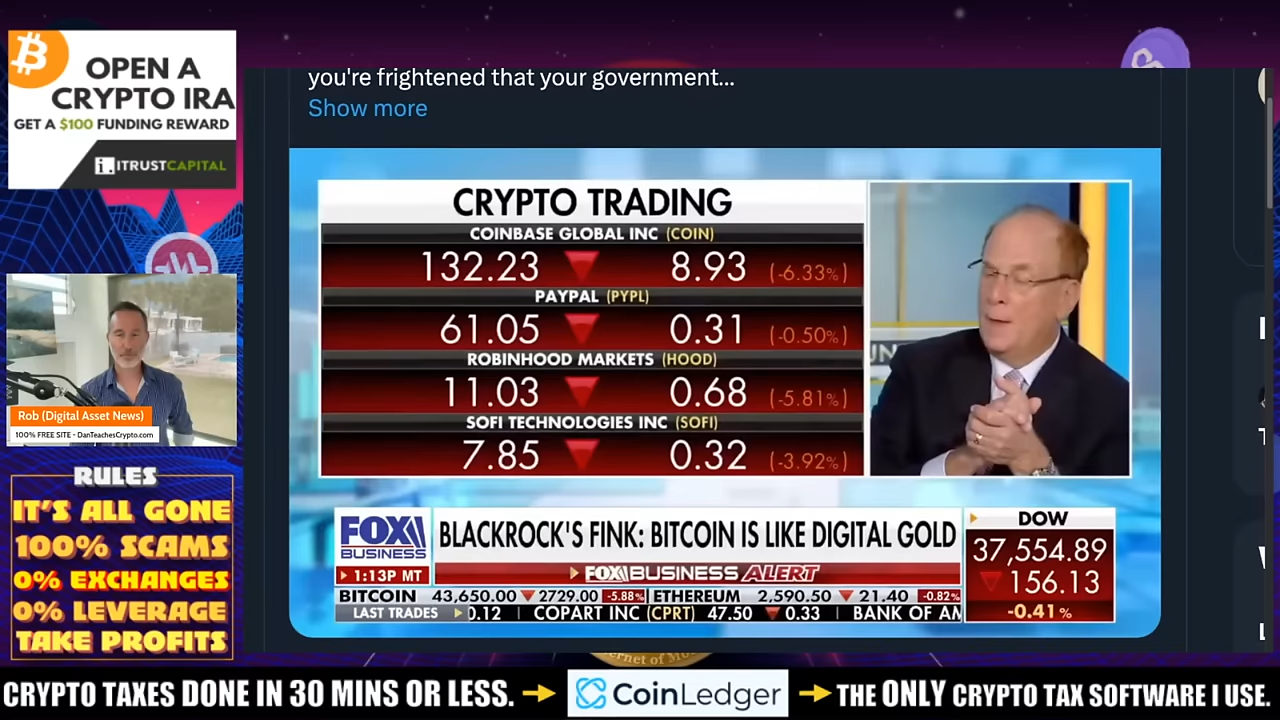 OPEN A
CRYPTO IRA
GET A $100 FUNDING REWARD
i. ITRUSTCAPITAL
Rob (Digital Asset News)
100% FREE SITE - DanTeachesCrypto.com
RULES
IT'S ALL GONE
100% SCAMS
0% EXCHANGES
0% LEVERAGE
TAKE PROFITS
you're frightened that your government...
Show more
CRYPTO TRADING
COINBASE GLOBAL INC (COIN)
132.23 ▼ 8.93 (-6.33%)
PAYPAL (PYPL)
61.05 ▼ 0.31 (-0.50%)
ROBINHOOD MARKETS (HOOD)
11.03 ▼ 0.68 (-5.81%)
SOFI TECHNOLOGIES INC (SOFI)
7.85 ▼ 0.32 (-3.92%)
FOX
BUSINESS
1:13P MT
BLACKROCK'S FINK: BITCOIN IS LIKE DIGITAL GOLD
FOX BUSINESS ALERT
BITCOIN 43,650.00 ▼ 2729.00 -5.88% ETHEREUM 2,590.50 ▼ 21.40 -0.82%
LAST TRADES 0.12 COPART INC (CPRT) 47.50 ▼ 0.33 BANK OF AM
DOW
37,554.89
▼ 156.13
-0.41%
CRYPTO TAXES DONE IN 30 MINS OR LESS. → CoinLedger → THE ONLY CRYPTO TAX SOFTWARE I USE.